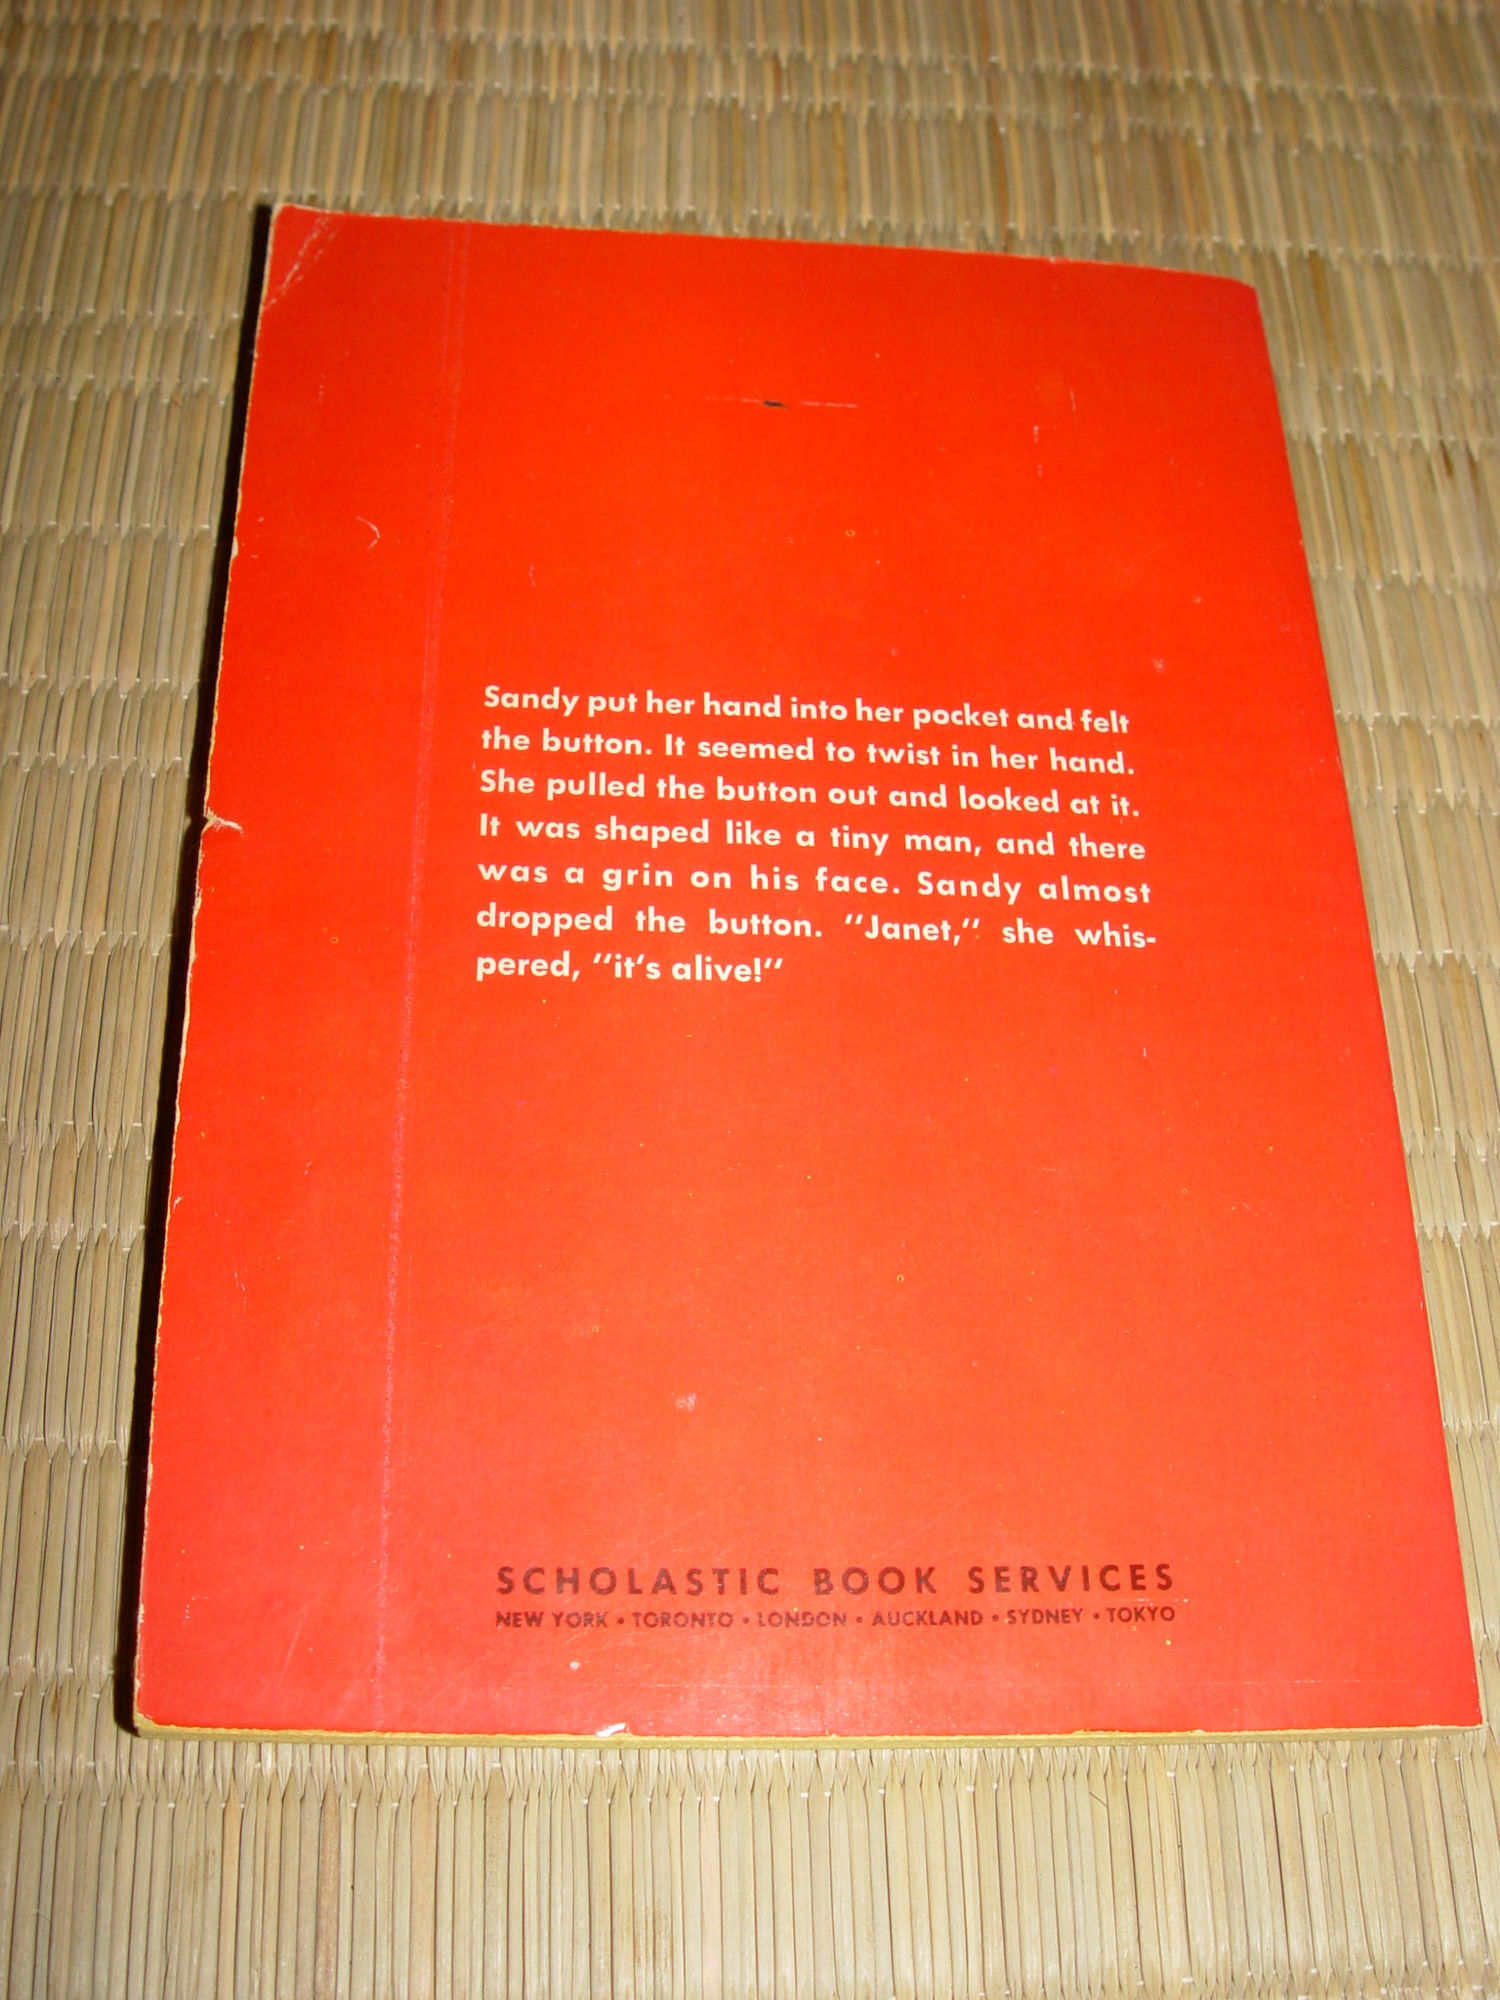 Sandy put her hand into her pocket and felt
the button. It seemed to twist in her hand.
She pulled the button out and looked at it.
It was shaped like a tiny man, and there
was a grin on his face. Sandy almost
dropped the button. "Janet," she whis-
pered, "it's alive!"
SCHOLASTIC BOOK SERVICES
NEW YORK • TORONTO • LONDON • AUCKLAND • SYDNEY • TOKYO